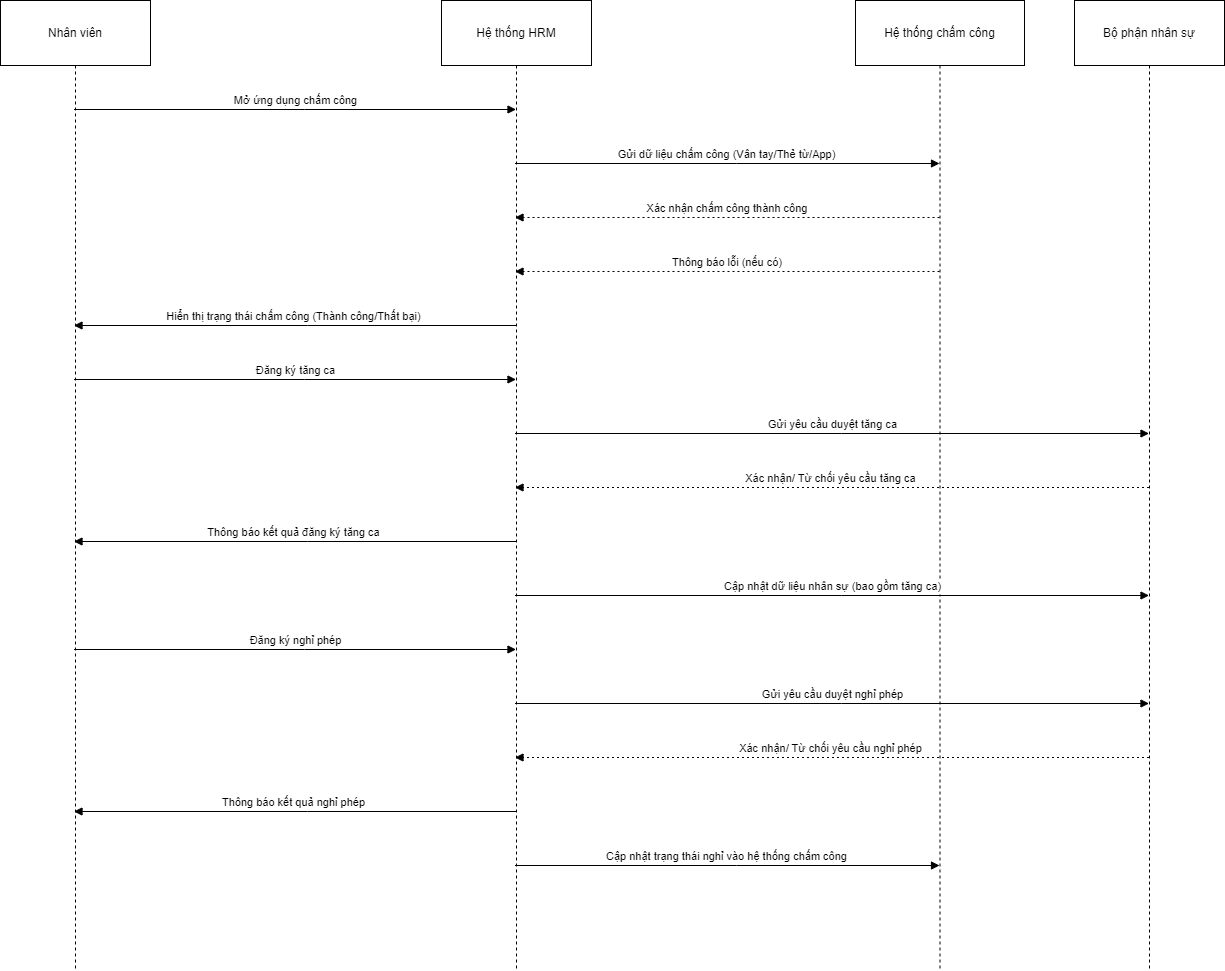 Nhân viên
Hệ thống HRM
Hệ thống chấm công
Bộ phận nhân sự
Mở ứng dụng chấm công
Gửi dữ liệu chấm công (Vân tay/Thẻ từ/App)
Xác nhận chấm công thành công
Thông báo lỗi (nếu có)
Hiển thị trạng thái chấm công (Thành công/Thất bại)
Đăng ký tăng ca
Gửi yêu cầu duyệt tăng ca
Xác nhận/ Từ chối yêu cầu tăng ca
Thông báo kết quả đăng ký tăng ca
Cập nhật dữ liệu nhân sự (bao gồm tăng ca)
Đăng ký nghỉ phép
Gửi yêu cầu duyệt nghỉ phép
Xác nhận/ Từ chối yêu cầu nghỉ phép
Thông báo kết quả nghỉ phép
Cập nhật trạng thái nghỉ vào hệ thống chấm công